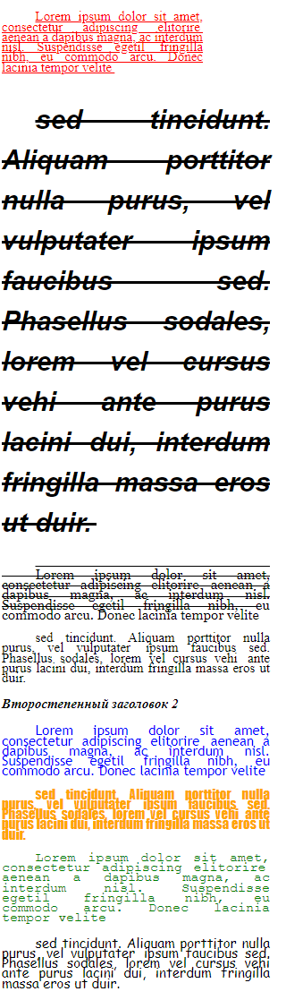 Lorem ipsum dolor sit amet,
consectetur adipiscing elitorire
aenean a dapibus magna, ac interdum
nisl. Suspendisse egetil fringilla
nibh, eu commodo arcu. Donec
lacinia tempor velite
sed tincidunt.
Aliquam porttitor
nulla purus, vel
vulputater ipsum
faucibus sed.
Phasellus sodales,
lorem vel cursus
vehi ante purus
lacini dui, interdum
fringilla massa eros
ut duir.
Lorem ipsum dolor sit amet,
consectetur adipiscing elitorire aenean a
dapibus magna, ac interdum nisl.
Suspendisse egetil fringilla nibh, eu
commodo arcu. Donec lacinia tempor velite
sed tincidunt. Aliquam porttitor nulla
purus, vel vulputater ipsum faucibus sed.
Phasellus sodales, lorem vel cursus vehi ante
purus lacini dui, interdum fringilla massa eros ut
duir.
Второстепенный заголовок 2
Lorem ipsum dolor sit amet,
consectetur adipiscing elitorire aenean a
dapibus magna, ac interdum nisl.
Suspendisse egetil fringilla nibh, eu
commodo arcu. Donec lacinia tempor velite
sed tincidunt. Aliquam porttitor nulla
purus, vel vulputater ipsum faucibus sed.
Phasellus sodales, lorem vel cursus vehi ante
purus lacini dui, interdum fringilla massa eros ut
duir.
Lorem ipsum dolor sit amet,
consectetur adipiscing elitorire
aenean a dapibus magna, ac
interdum nisl. Suspendisse
egetil fringilla nibh, eu
commodo arcu. Donec lacinia
tempor velite
sed tincidunt. Aliquam porttitor nulla
purus, vel vulputater ipsum faucibus sed.
Phasellus sodales, lorem vel cursus vehi
ante purus lacini dui, interdum fringilla
massa eros ut duir.